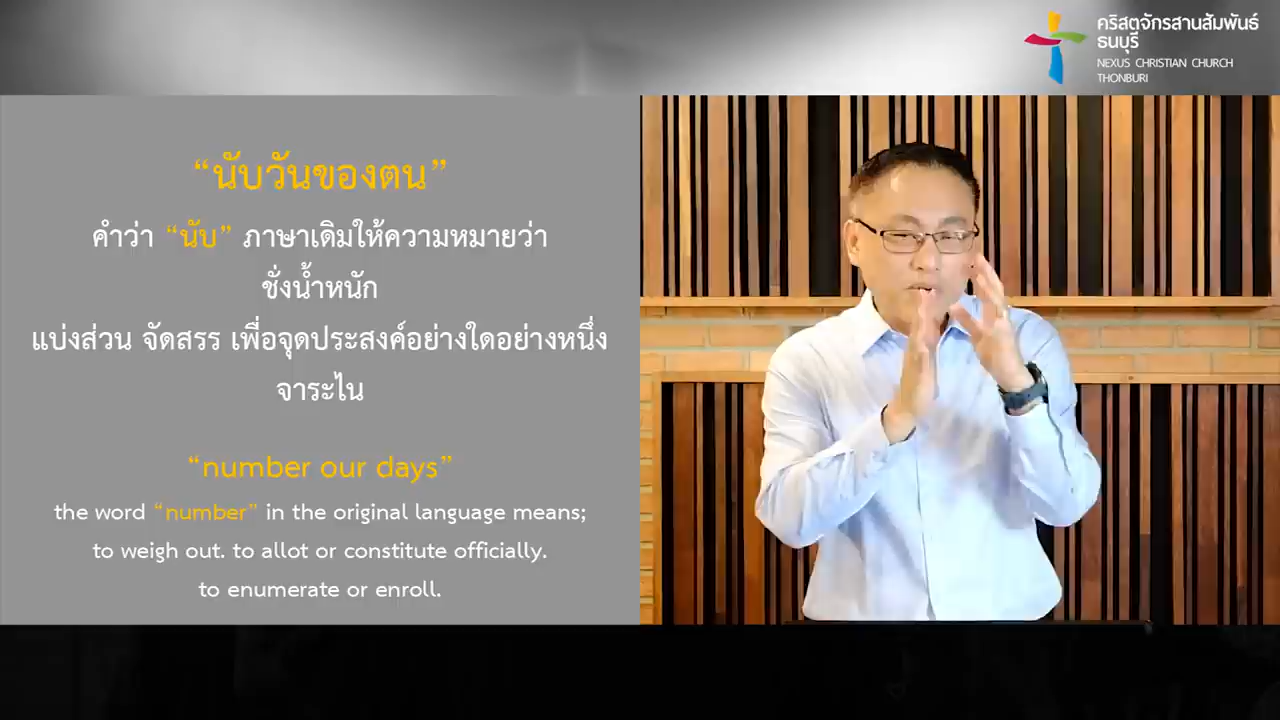 คริสตจักรสานสัมพันธ์
ธนบุรี
NEXUS CHRISTIAN CHURCH
THONBURI
“นับวันของตน”
คำว่า “นับ” ภาษาเดิมให้ความหมายว่า
ชั่งน้ำหนัก
แบ่งส่วน จัดสรร เพื่อจุดประสงค์อย่างใดอย่างหนึ่ง
จาระไน
“number our days”
the word “number” in the original language means;
to weigh out. to allot or constitute officially.
to enumerate or enroll.